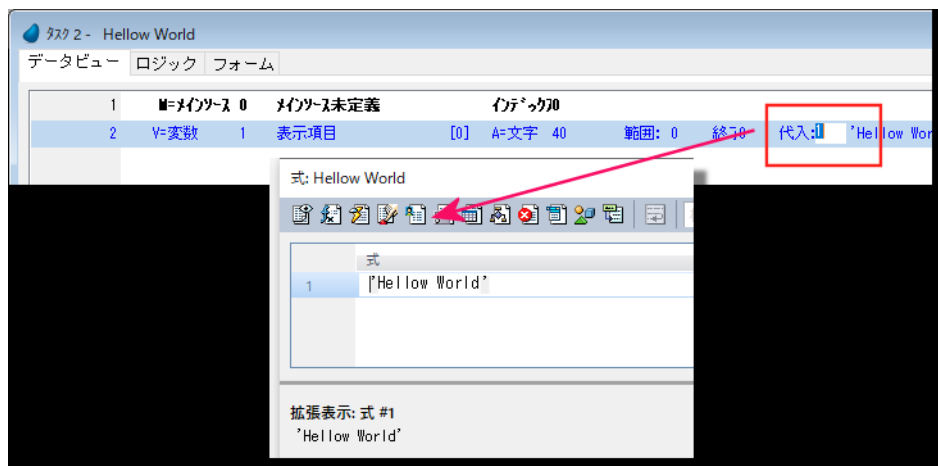 ﾀｽｸ 2 - Hellow World
データビュー ロジック フォーム
1 M=ﾒｲﾝｿｰｽ 0 ﾒｲﾝｿｰｽ未定義 ｲﾝﾃﾞｯｸｽ0
2 V=変数 1 表示項目 [0] A=文字 40 範囲: 0 終了0 代入:1 'Hellow Wor
式: Hellow World
式
1 'Hellow World'
拡張表示: 式 #1
'Hellow World'